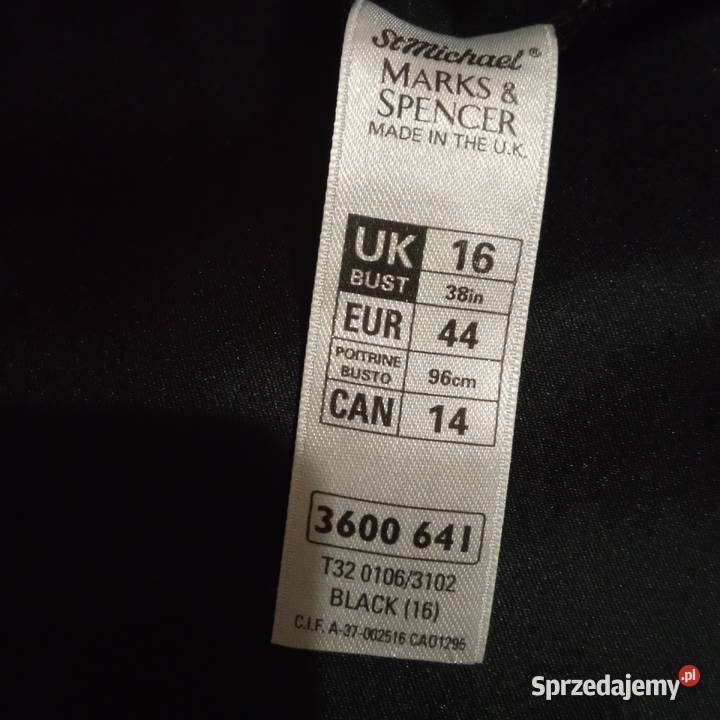 StMichael®
MARKS &
SPENCER
MADE IN THE U.K.
UK 16
BUST 38in
EUR 44
POITRINE
BUSTO 96cm
CAN 14
3600 641
T32 0106/3102
BLACK (16)
C.I.F. A-37-002516 CA01295
Sprzedajemy.pl